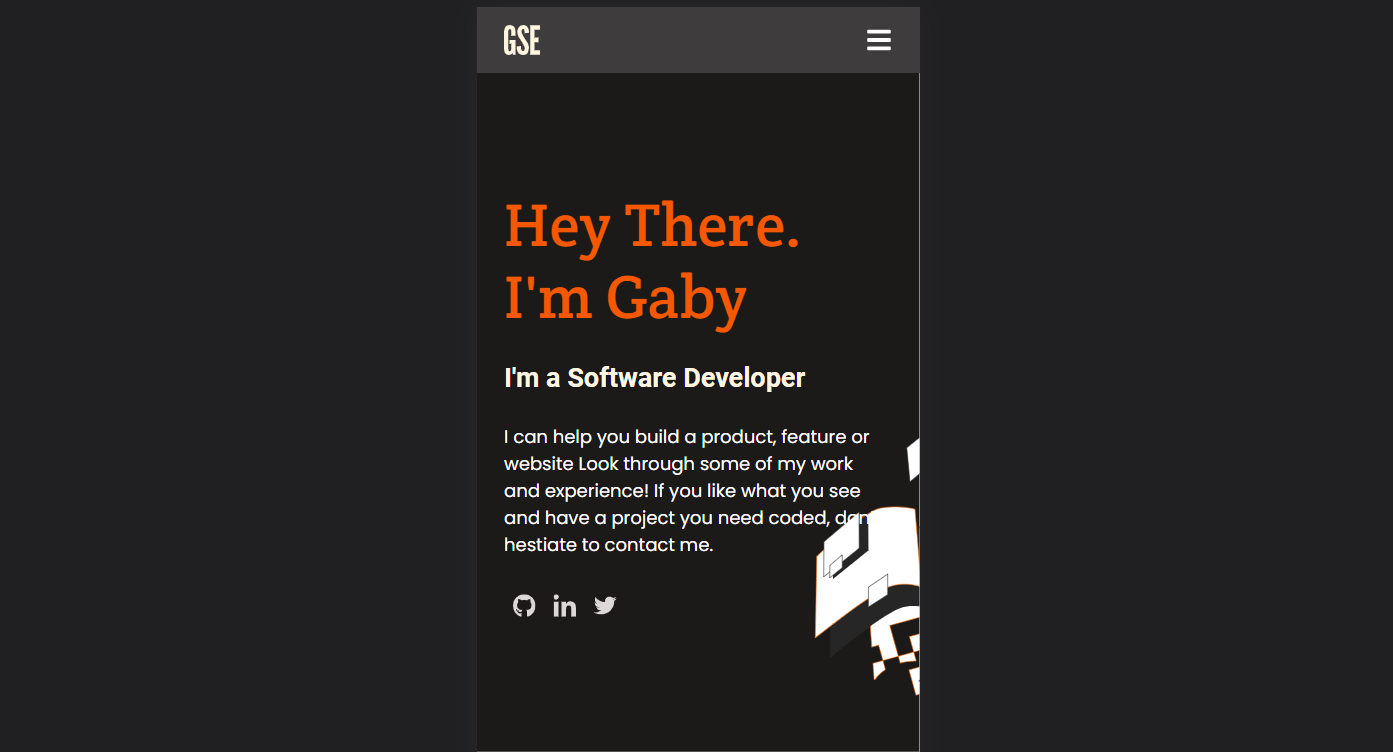 GSE
Hey There.
I'm Gaby
I'm a Software Developer
I can help you build a product, feature or
website Look through some of my work
and experience! If you like what you see
and have a project you need coded,
hestiate to contact me.